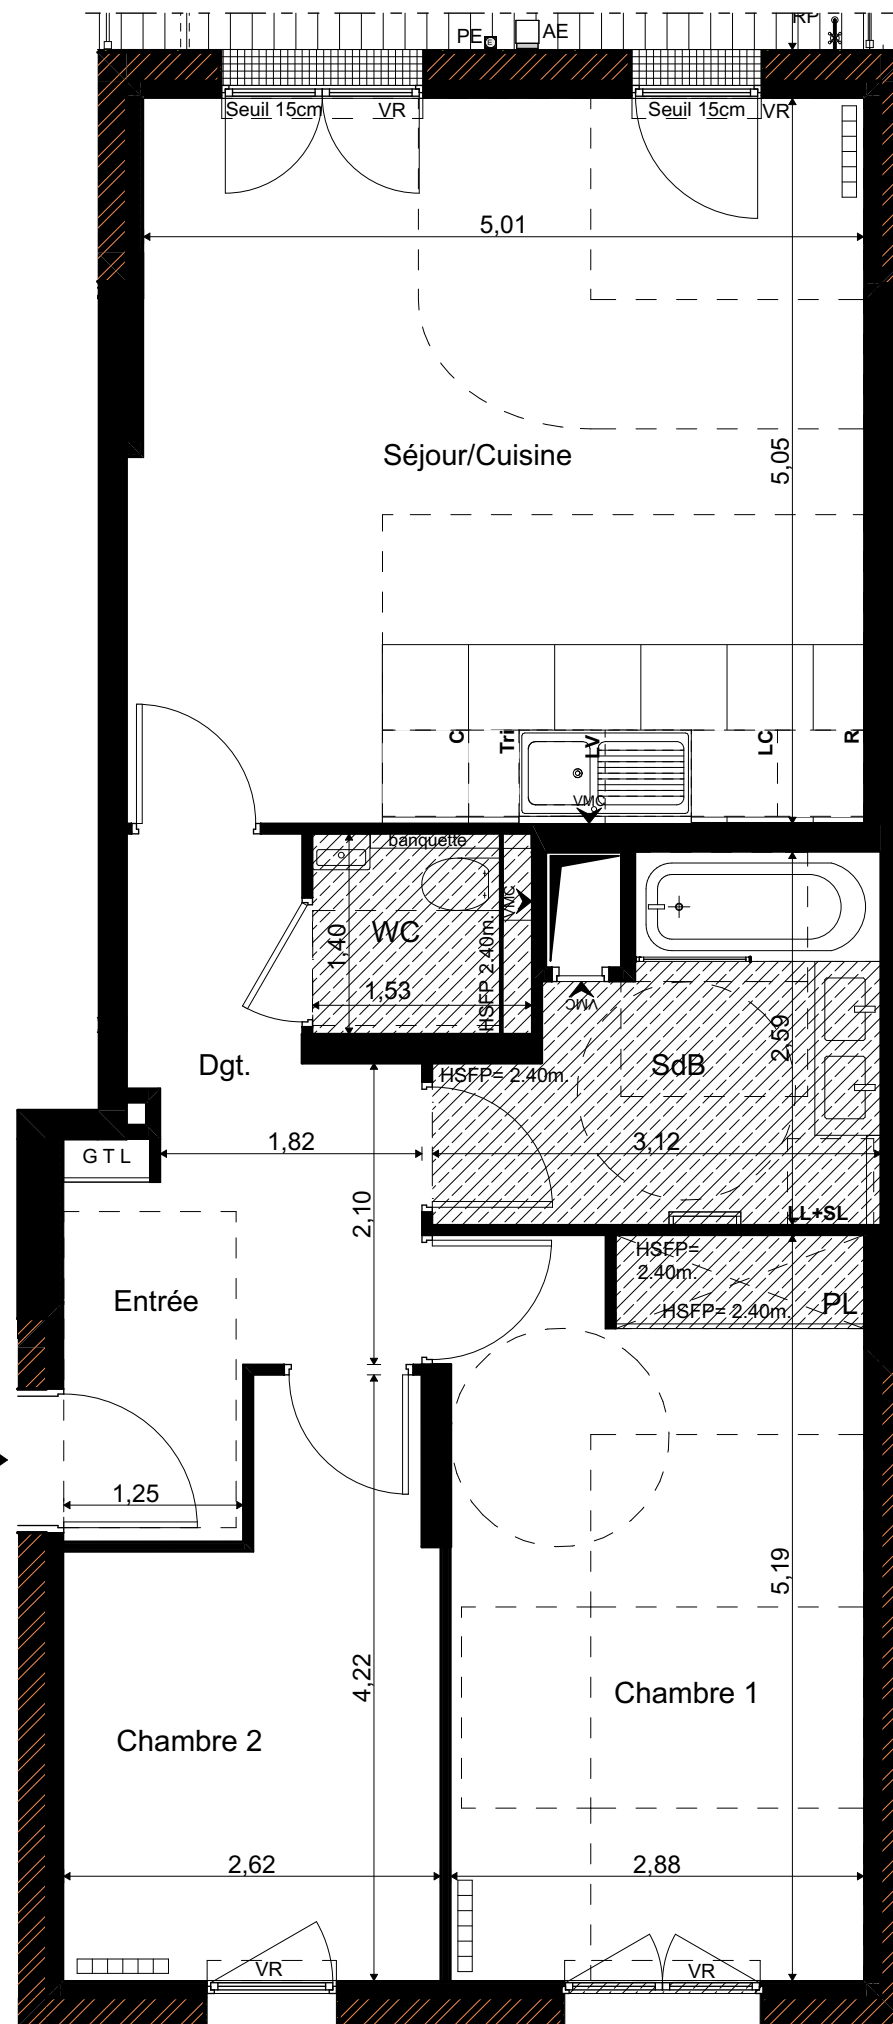 RP
PE
AE
Seuil 15cm
VR
Seuil 15cm
VR
5,01
Séjour/Cuisine
5,05
C
Tri
LV
LC
R
VMC
banquette
WC
VMC
1,40
1,53
HSFP 2.40m.
VMC
2,59
Dgt.
HSFP= 2.40m.
SdB
1,82
3,12
G T L
2,10
LL+SL
HSFP=
2.40m.
Entrée
HSFP= 2.40m.
PL
1,25
5,19
4,22
Chambre 1
Chambre 2
2,62
2,88
VR
VR